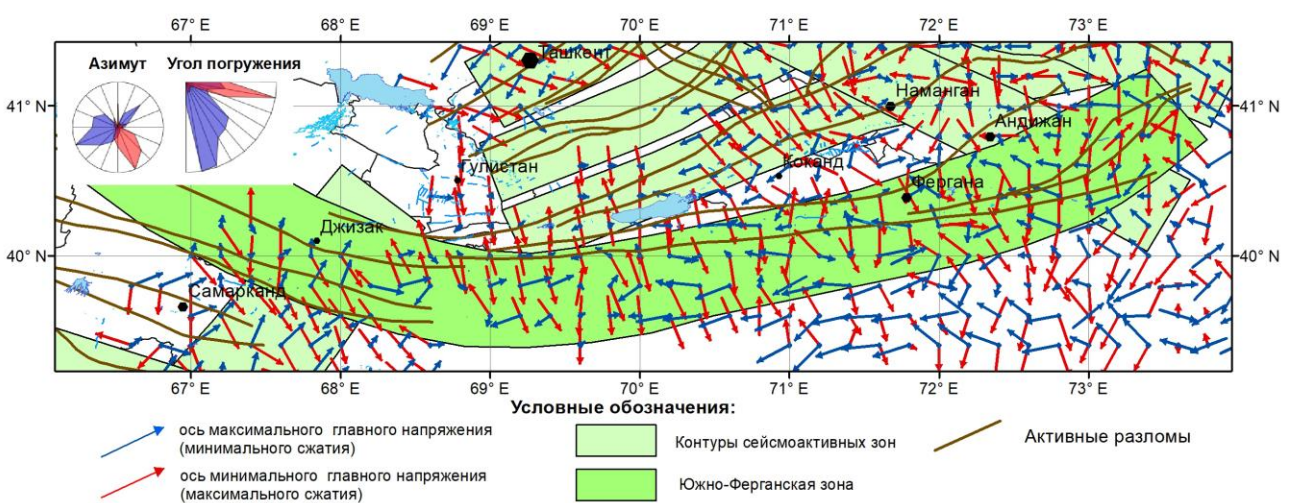 67° E 68° E 69° E 70° E 71° E 72° E 73° E
Азимут Угол погружения
Ташкент
41° N 41° N
Наманган
Андижан
Гулистан
Коканд
Фергана
Джизак
40° N 40° N
Самарканд
67° E 68° E 69° E 70° E 71° E 72° E 73° E
Условные обозначения:
ось максимального главного напряжения
(минимального сжатия)
ось минимального главного напряжения
(максимального сжатия)
Контуры сейсмоактивных зон
Южно-Ферганская зона
Активные разломы